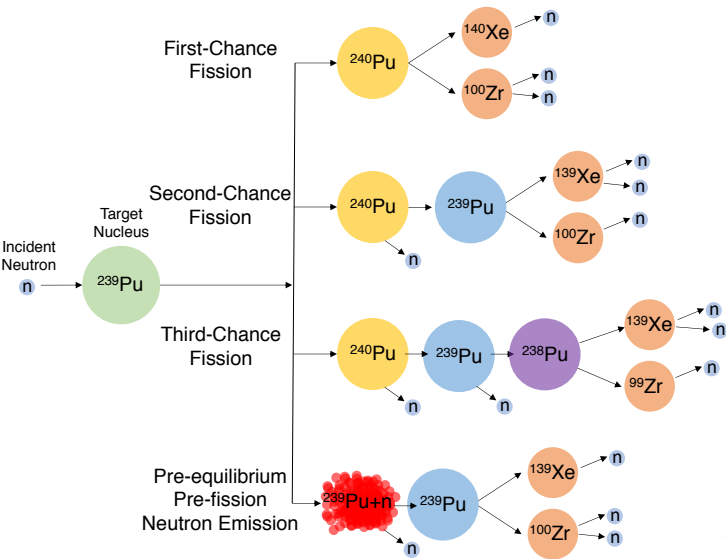 First-Chance
Fission
²⁴⁰Pu
¹⁴⁰Xe
n
¹⁰⁰Zr
n
n
Second-Chance
Fission
²⁴⁰Pu
n
²³⁹Pu
¹³⁹Xe
n
n
¹⁰⁰Zr
n
Incident
Neutron
n
Target
Nucleus
²³⁹Pu
Third-Chance
Fission
²⁴⁰Pu
n
²³⁹Pu
n
²³⁸Pu
¹³⁹Xe
n
n
⁹⁹Zr
n
Pre-equilibrium
Pre-fission
Neutron Emission
²³⁹Pu+n
n
²³⁹Pu
¹³⁹Xe
n
¹⁰⁰Zr
n
n